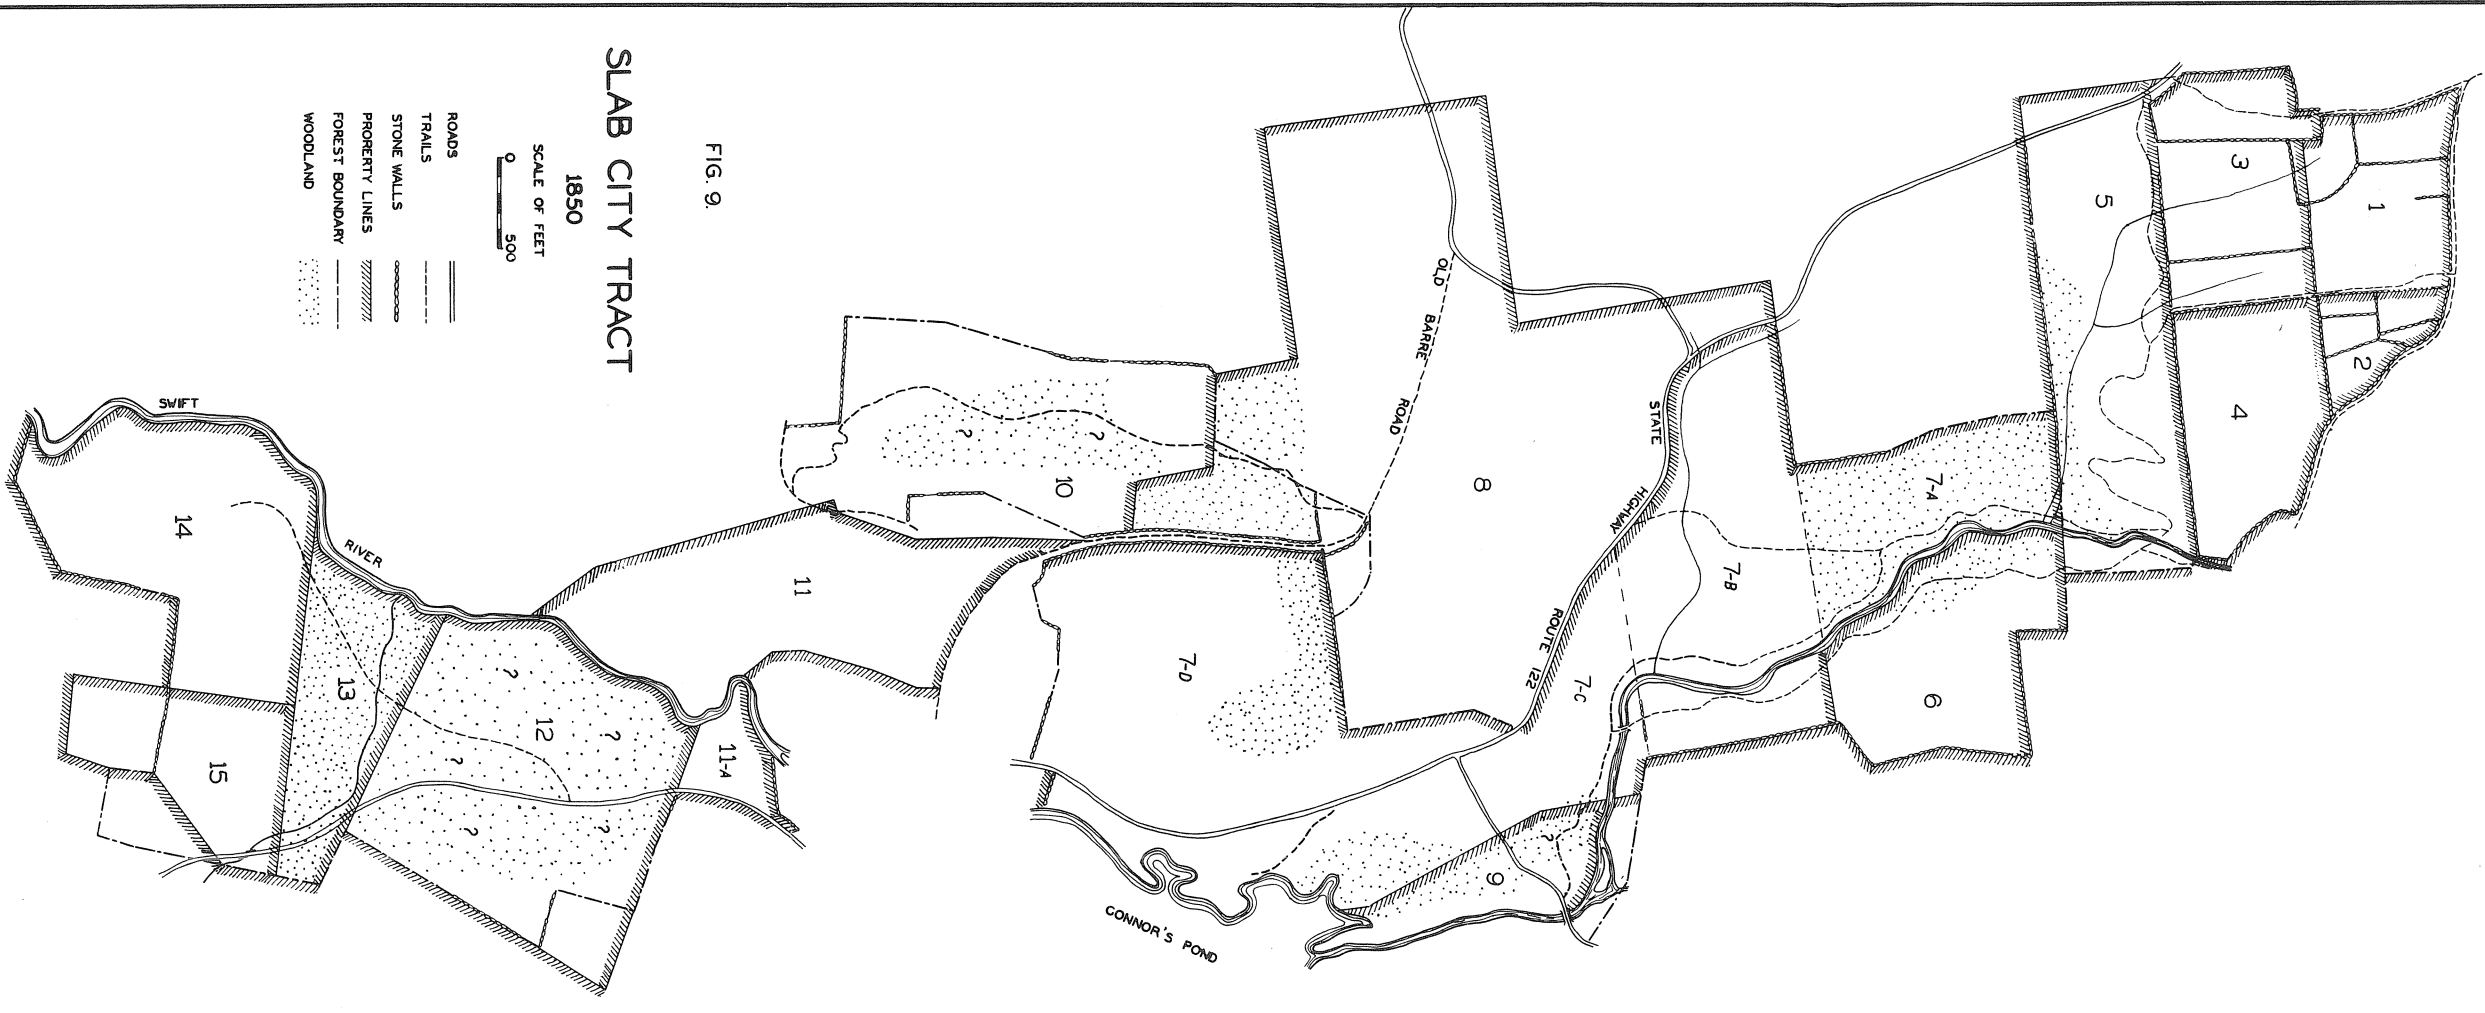 FIG. 9.
SLAB CITY TRACT
1850
SCALE OF FEET
0 500
ROADS
TRAILS
STONE WALLS
PRORERTY LINES
FOREST BOUNDARY
WOODLAND
1
2
3
4
5
6
7-A
7-B
7-C
7-D
8
9
?
10
? ?
11
11-A
12
? ? ? ? ?
13
14
15
OLD BARRE ROAD
STATE HIGHWAY ROUTE 122
CONNOR'S POND
SWIFT RIVER